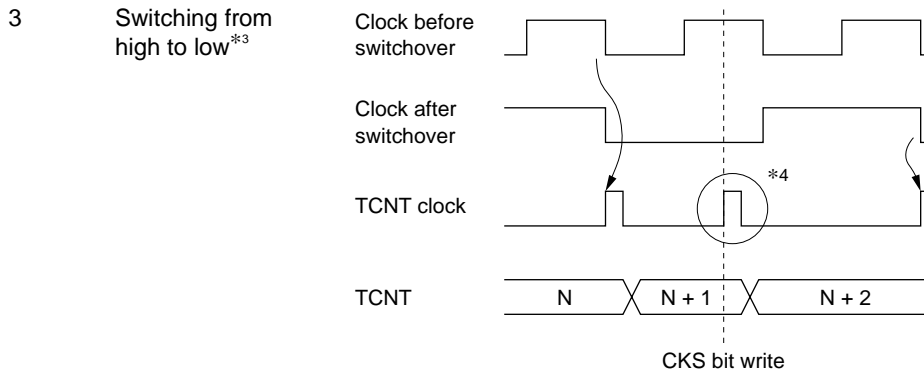 3 Switching from high to low*3
Clock before switchover
Clock after switchover
*4
TCNT clock
TCNT N N + 1 N + 2
CKS bit write